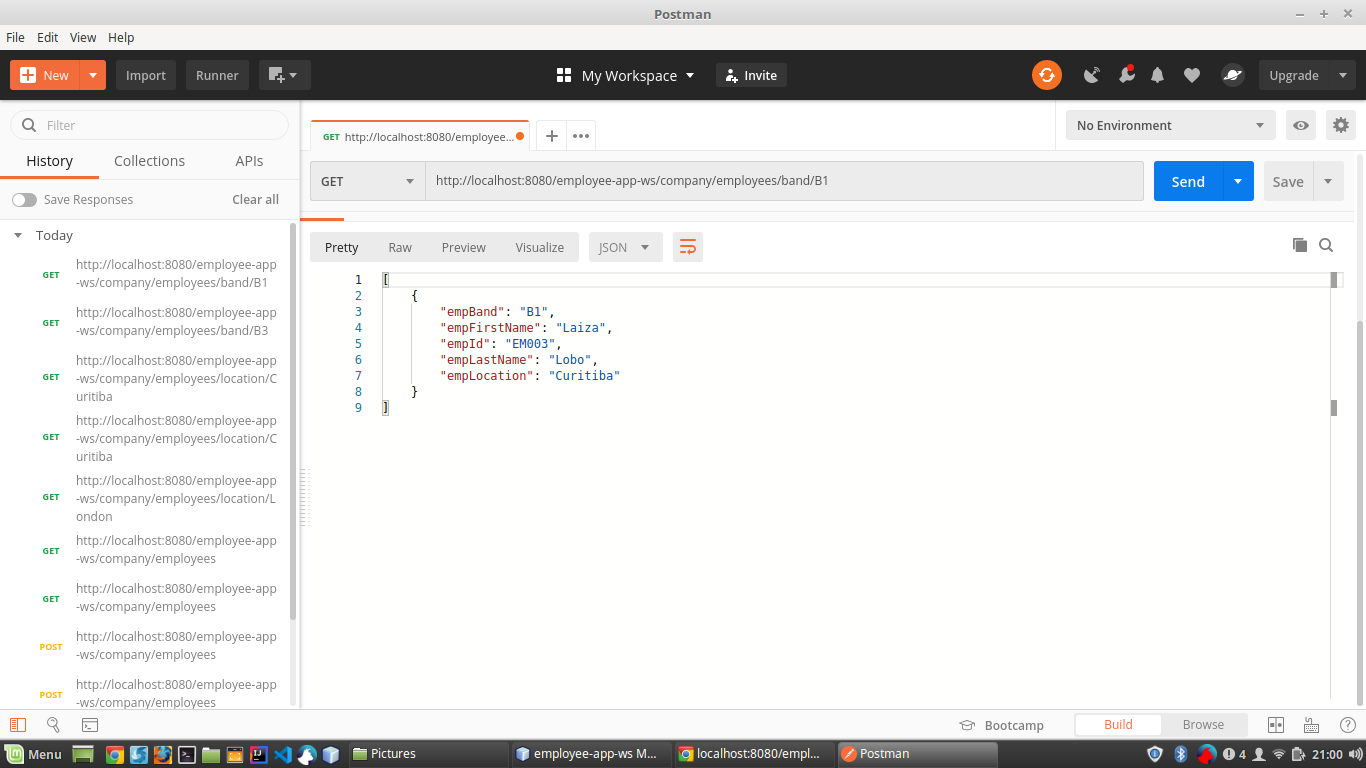 Postman
File Edit View Help
New Import Runner My Workspace Invite Upgrade
Filter
History Collections APIs
Save Responses Clear all
Today
GET http://localhost:8080/employee-app
-ws/company/employees/band/B1
GET http://localhost:8080/employee-app
-ws/company/employees/band/B3
GET http://localhost:8080/employee-app
-ws/company/employees/location/C
uritiba
GET http://localhost:8080/employee-app
-ws/company/employees/location/C
uritiba
GET http://localhost:8080/employee-app
-ws/company/employees/location/L
ondon
GET http://localhost:8080/employee-app
-ws/company/employees
GET http://localhost:8080/employee-app
-ws/company/employees
POST http://localhost:8080/employee-app
-ws/company/employees
POST http://localhost:8080/employee-app
-ws/company/employees
GET http://localhost:8080/employee... No Environment
GET http://localhost:8080/employee-app-ws/company/employees/band/B1 Send Save
Pretty Raw Preview Visualize JSON
1 [
2 {
3 "empBand": "B1",
4 "empFirstName": "Laiza",
5 "empId": "EM003",
6 "empLastName": "Lobo",
7 "empLocation": "Curitiba"
8 }
9 ]
Bootcamp Build Browse
Menu Pictures employee-app-ws M... localhost:8080/empl... Postman 4 21:00